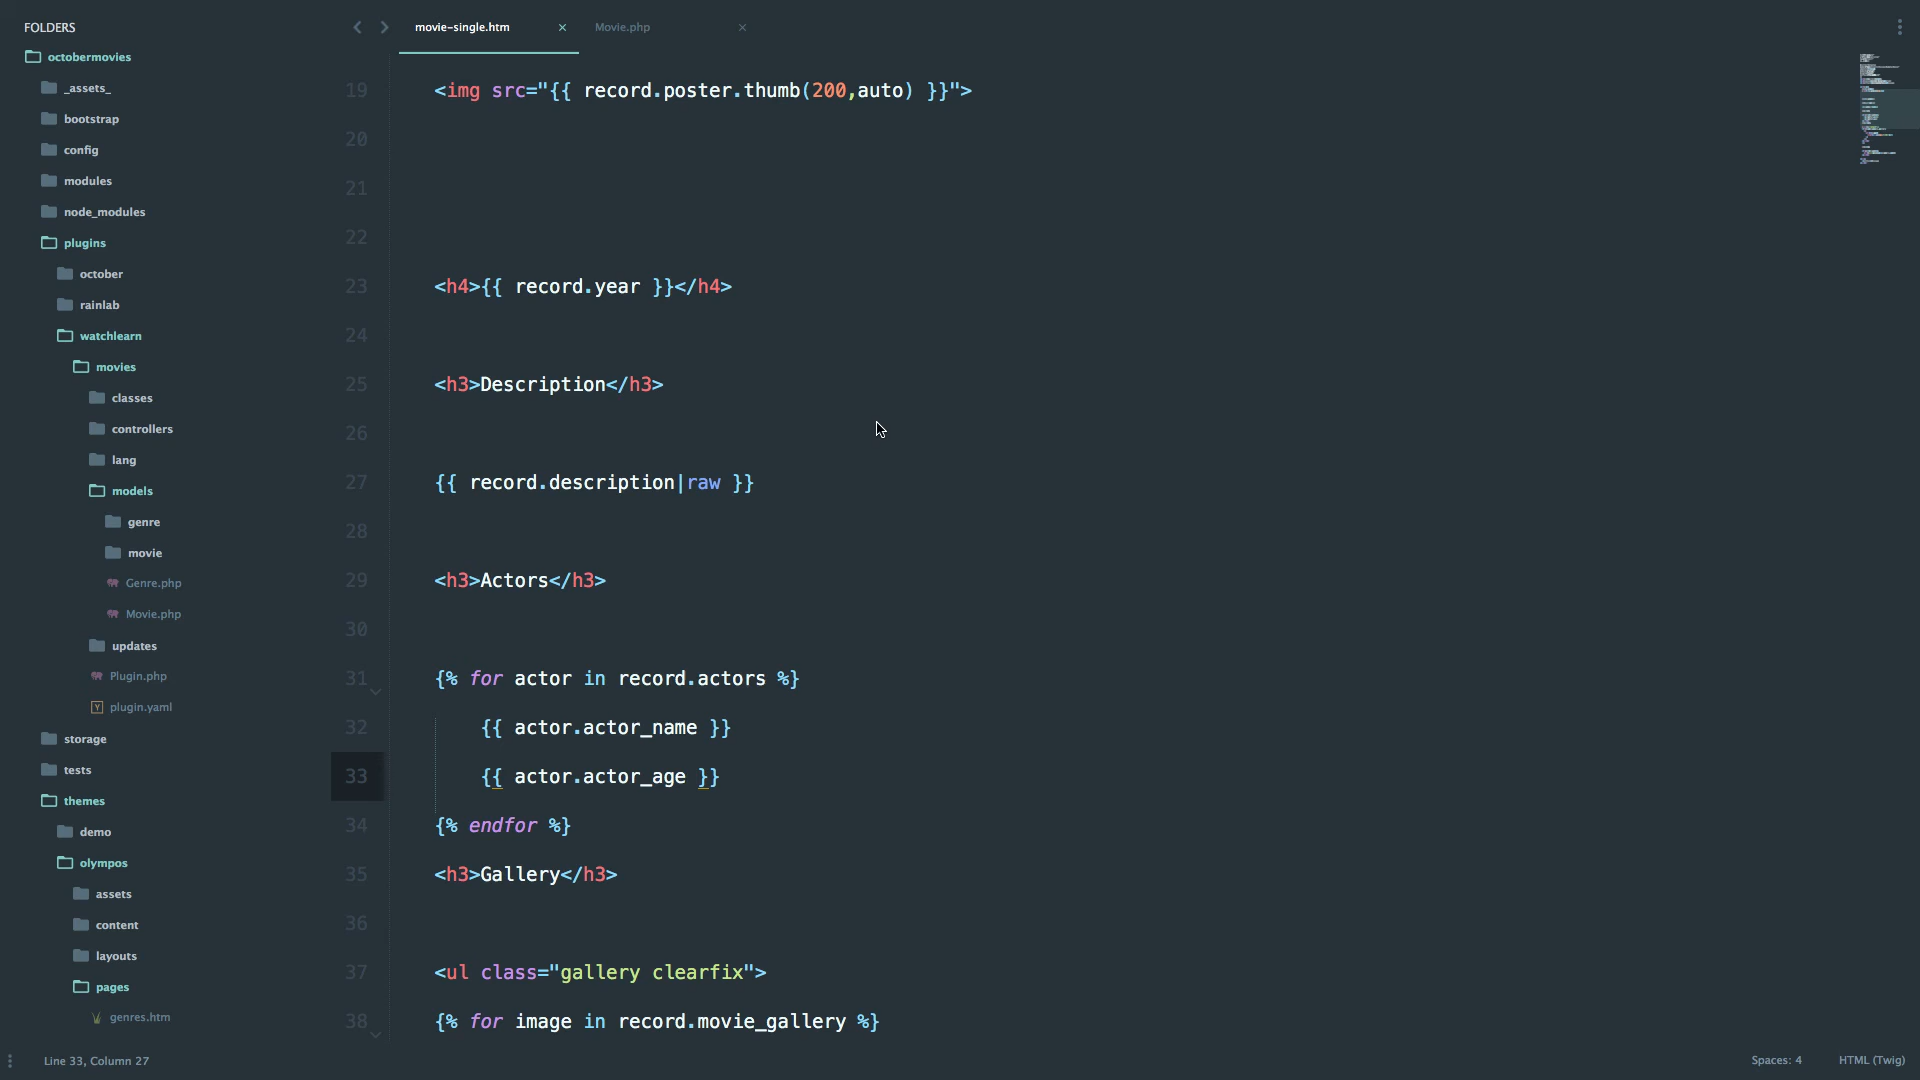 FOLDERS
octobermovies
_assets_
bootstrap
config
modules
node_modules
plugins
october
rainlab
watchlearn
movies
classes
controllers
lang
models
genre
movie
Genre.php
Movie.php
updates
Plugin.php
plugin.yaml
storage
tests
themes
demo
olympos
assets
content
layouts
pages
genres.htm
movie-single.htm
Movie.php
19 <img src="{{ record.poster.thumb(200,auto) }}">
20
21
22
23 <h4>{{ record.year }}</h4>
24
25 <h3>Description</h3>
26
27 {{ record.description|raw }}
28
29 <h3>Actors</h3>
30
31 {% for actor in record.actors %}
32 {{ actor.actor_name }}
33 {{ actor.actor_age }}
34 {% endfor %}
35 <h3>Gallery</h3>
36
37 <ul class="gallery clearfix">
38 {% for image in record.movie_gallery %}
Line 33, Column 27
Spaces: 4
HTML (Twig)